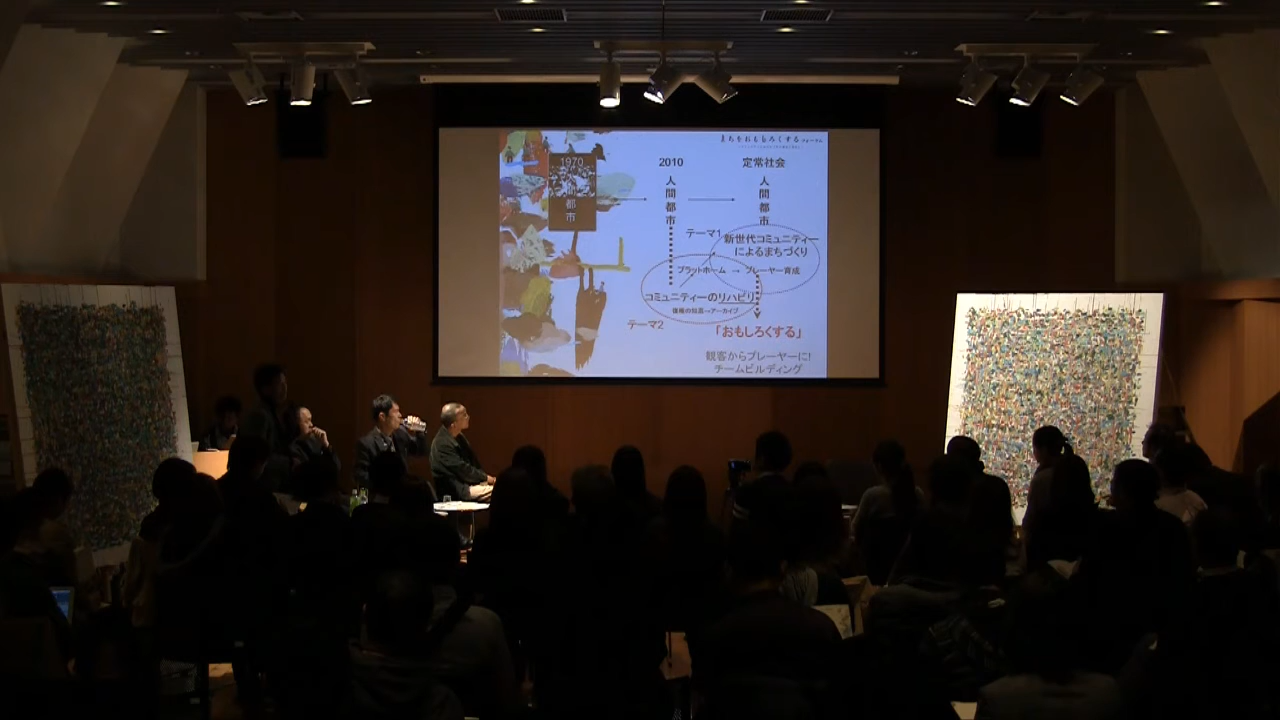 まちをおもしろくするフォーラム
1970
都市
2010
人間都市
定常社会
人間都市
テーマ1
新世代コミュニティー
によるまちづくり
プラットホーム → プレーヤー育成
コミュニティーのリハビリ
テーマ2
「おもしろくする」
観客からプレーヤーに!
チームビルディング